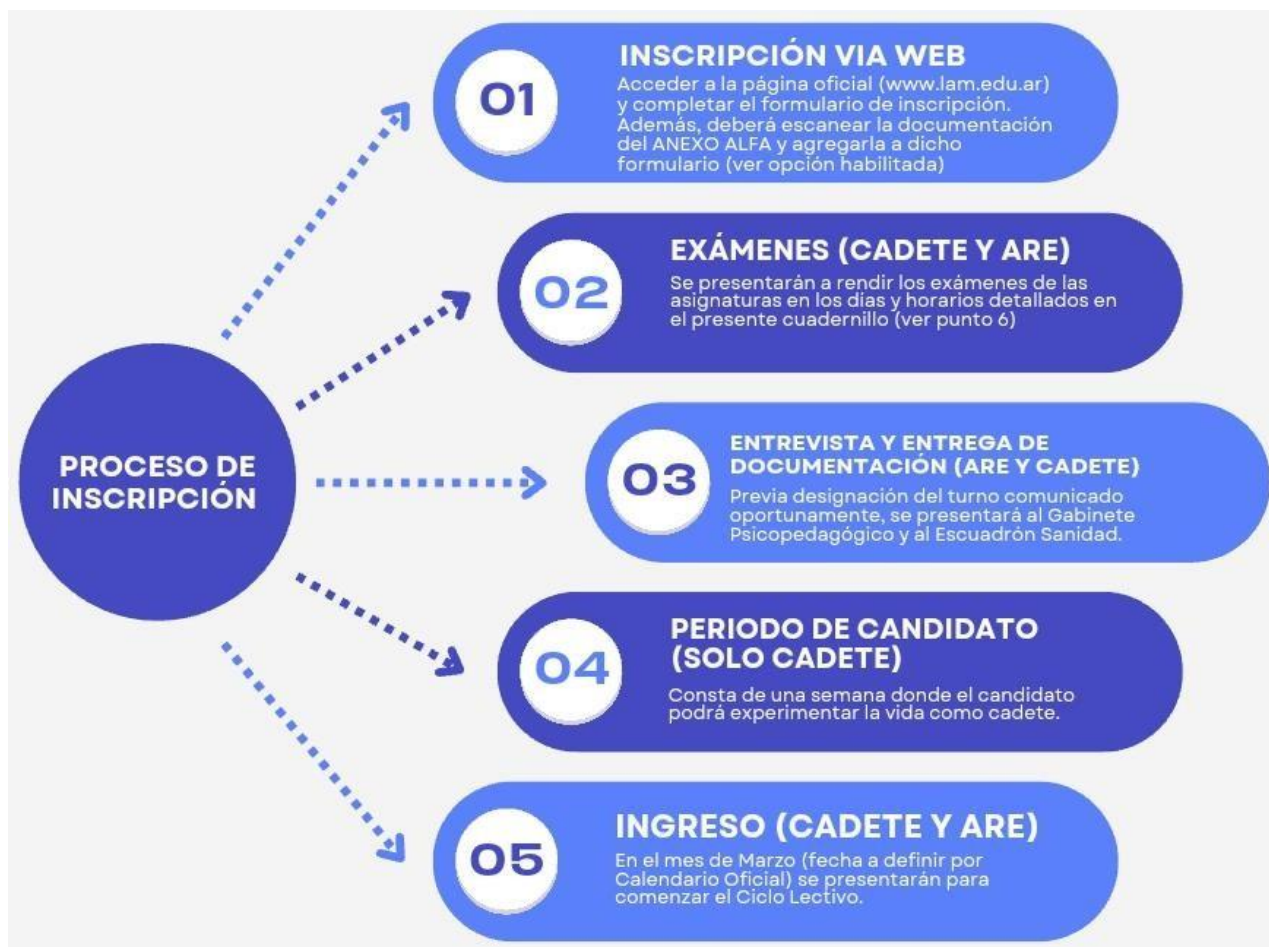 PROCESO DE
INSCRIPCIÓN
01
INSCRIPCIÓN VIA WEB
Acceder a la página oficial (www.lam.edu.ar)
y completar el formulario de inscripción.
Además, deberá escanear la documentación
del ANEXO ALFA y agregarla a dicho
formulario (ver opción habilitada)
02
EXÁMENES (CADETE Y ARE)
Se presentarán a rendir los exámenes de las
asignaturas en los días y horarios detallados en
el presente cuadernillo (ver punto 6)
03
ENTREVISTA Y ENTREGA DE
DOCUMENTACIÓN (ARE Y CADETE)
Previa designación del turno comunicado
oportunamente, se presentará al Gabinete
Psicopedagógico y al Escuadrón Sanidad.
04
PERIODO DE CANDIDATO
(SOLO CADETE)
Consta de una semana donde el candidato
podrá experimentar la vida como cadete.
05
INGRESO (CADETE Y ARE)
En el mes de Marzo (fecha a definir por
Calendario Oficial) se presentarán para
comenzar el Ciclo Lectivo.